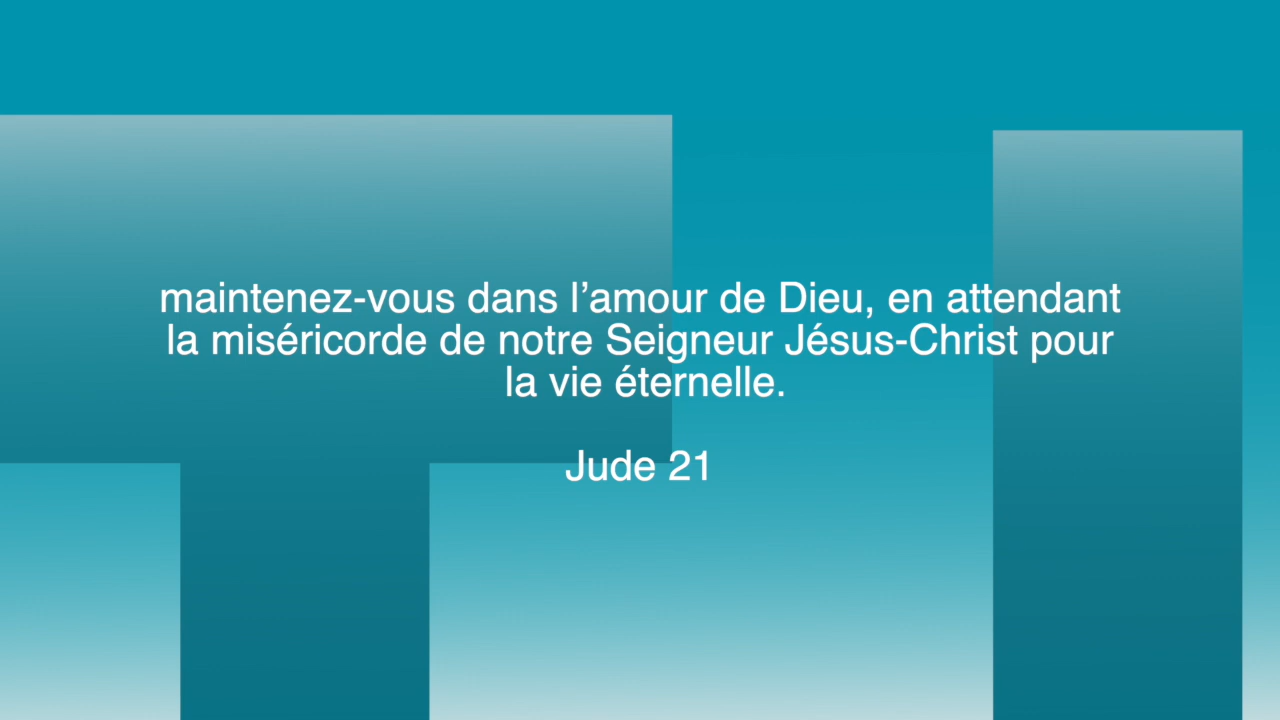 maintenez-vous dans l’amour de Dieu, en attendant
la miséricorde de notre Seigneur Jésus-Christ pour
la vie éternelle.
Jude 21